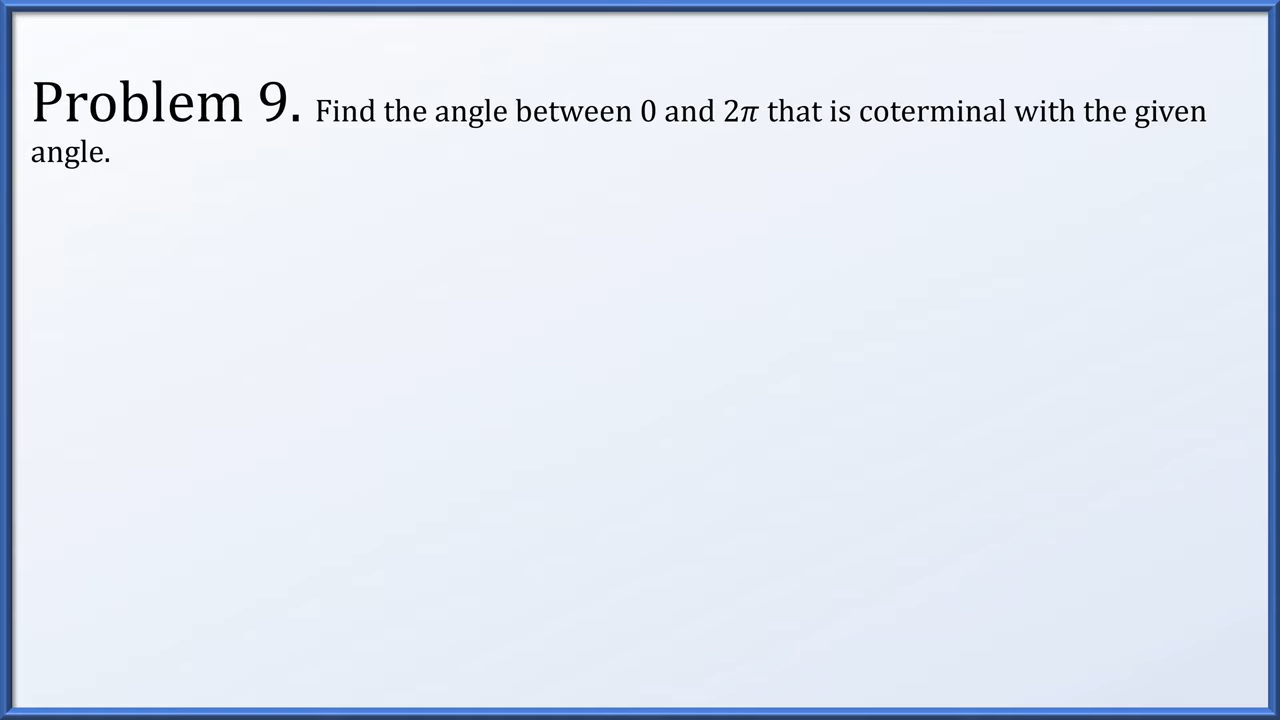 Problem 9. Find the angle between 0 and 2𝜋 that is coterminal with the given
angle.